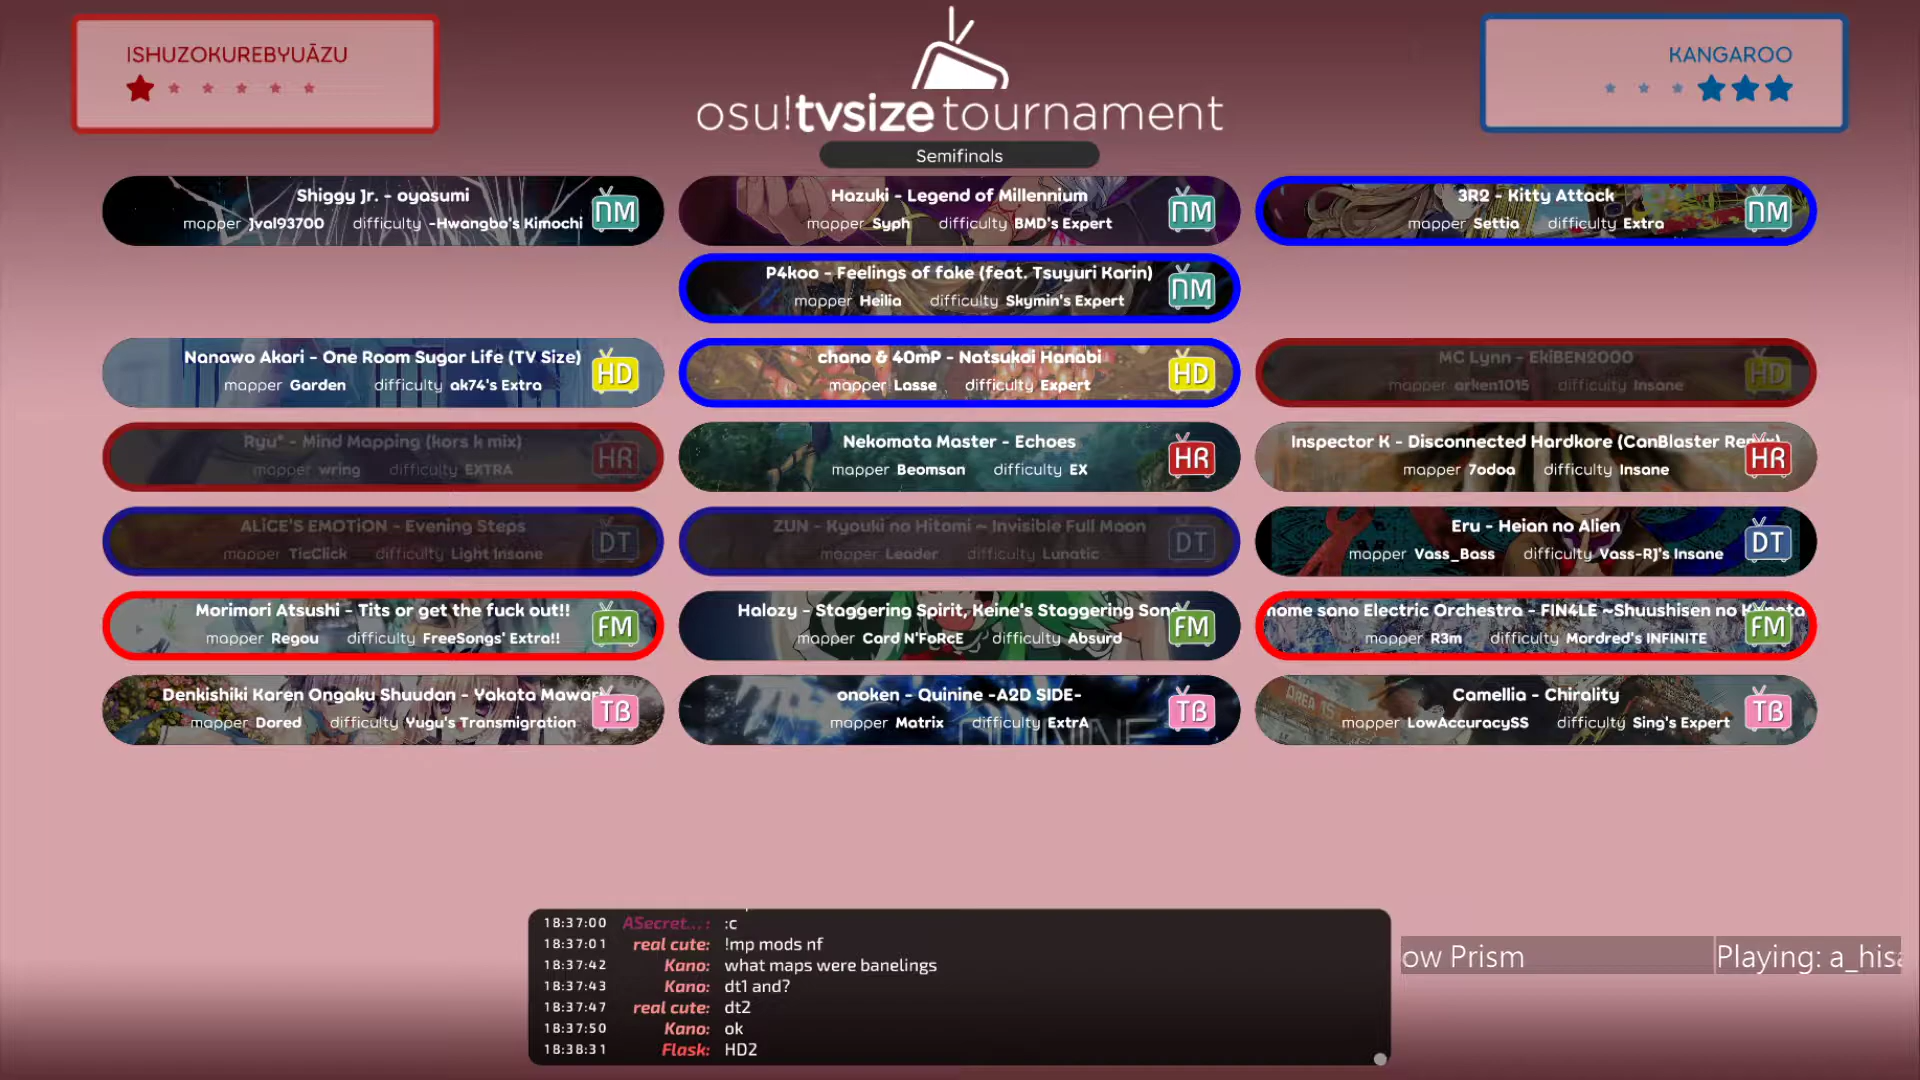 ISHUZOKUREBYUĀZU
KANGAROO
osu!tvsize tournament
Semifinals
Shiggy Jr. - oyasumi
mapper Jval93700 difficulty -Hwangbo's Kimochi
NM
Hazuki - Legend of Millennium
mapper Syph difficulty BMD's Expert
NM
3R2 - Kitty Attack
mapper Settia difficulty Extra
NM
P4koo - Feelings of fake (feat. Tsuyuri Karin)
mapper Heilia difficulty Skymin's Expert
NM
Nanawo Akari - One Room Sugar Life (TV Size)
mapper Garden difficulty ak74's Extra
HD
chano & 40mP - Natsukoi Hanabi
mapper Lasse difficulty Expert
HD
MC Lynn - EkiBEN2000
mapper arken1015 difficulty Insane
HD
Ryu* - Mind Mapping (kors k mix)
mapper wring difficulty EXTRA
HR
Nekomata Master - Echoes
mapper Beomsan difficulty EX
HR
Inspector K - Disconnected Hardkore (CanBlaster Remix)
mapper 7odoa difficulty Insane
HR
ALiCE'S EMOTiON - Evening Steps
mapper TicClick difficulty Light Insane
DT
ZUN - Kyouki no Hitomi ~ Invisible Full Moon
mapper Leader difficulty Lunatic
DT
Eru - Heian no Alien
mapper Vass_Bass difficulty Vass-RJ's Insane
DT
Morimori Atsushi - Tits or get the fuck out!!
mapper Regou difficulty FreeSongs' Extra!!
FM
Halozy - Staggering Spirit, Keine's Staggering Song
mapper Card N'FoRcE difficulty Absurd
FM
nome sano Electric Orchestra - FIN4LE ~Shuushisen no Kanata
mapper R3m difficulty Mordred's INFINITE
FM
Denkishiki Karen Ongaku Shuudan - Yakata Mawari
mapper Dored difficulty Yugu's Transmigration
TB
onoken - Quinine -A2D SIDE-
mapper Matrix difficulty ExtrA
TB
Camellia - Chirality
mapper LowAccuracySS difficulty Sing's Expert
TB
18:37:00 ASecret...: :c
18:37:01 real cute: !mp mods nf
18:37:42 Kano: what maps were banelings
18:37:43 Kano: dt1 and?
18:37:47 real cute: dt2
18:37:50 Kano: ok
18:38:31 Flask: HD2
ow Prism
Playing: a_hisa